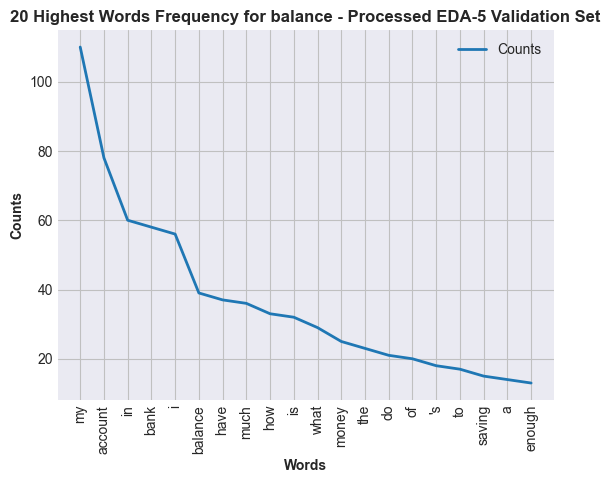 20 Highest Words Frequency for balance - Processed EDA-5 Validation Set
Counts
100
80
60
40
20
Counts
my
account
in
bank
i
balance
have
much
how
is
what
money
the
do
of
's
to
saving
a
enough
Words